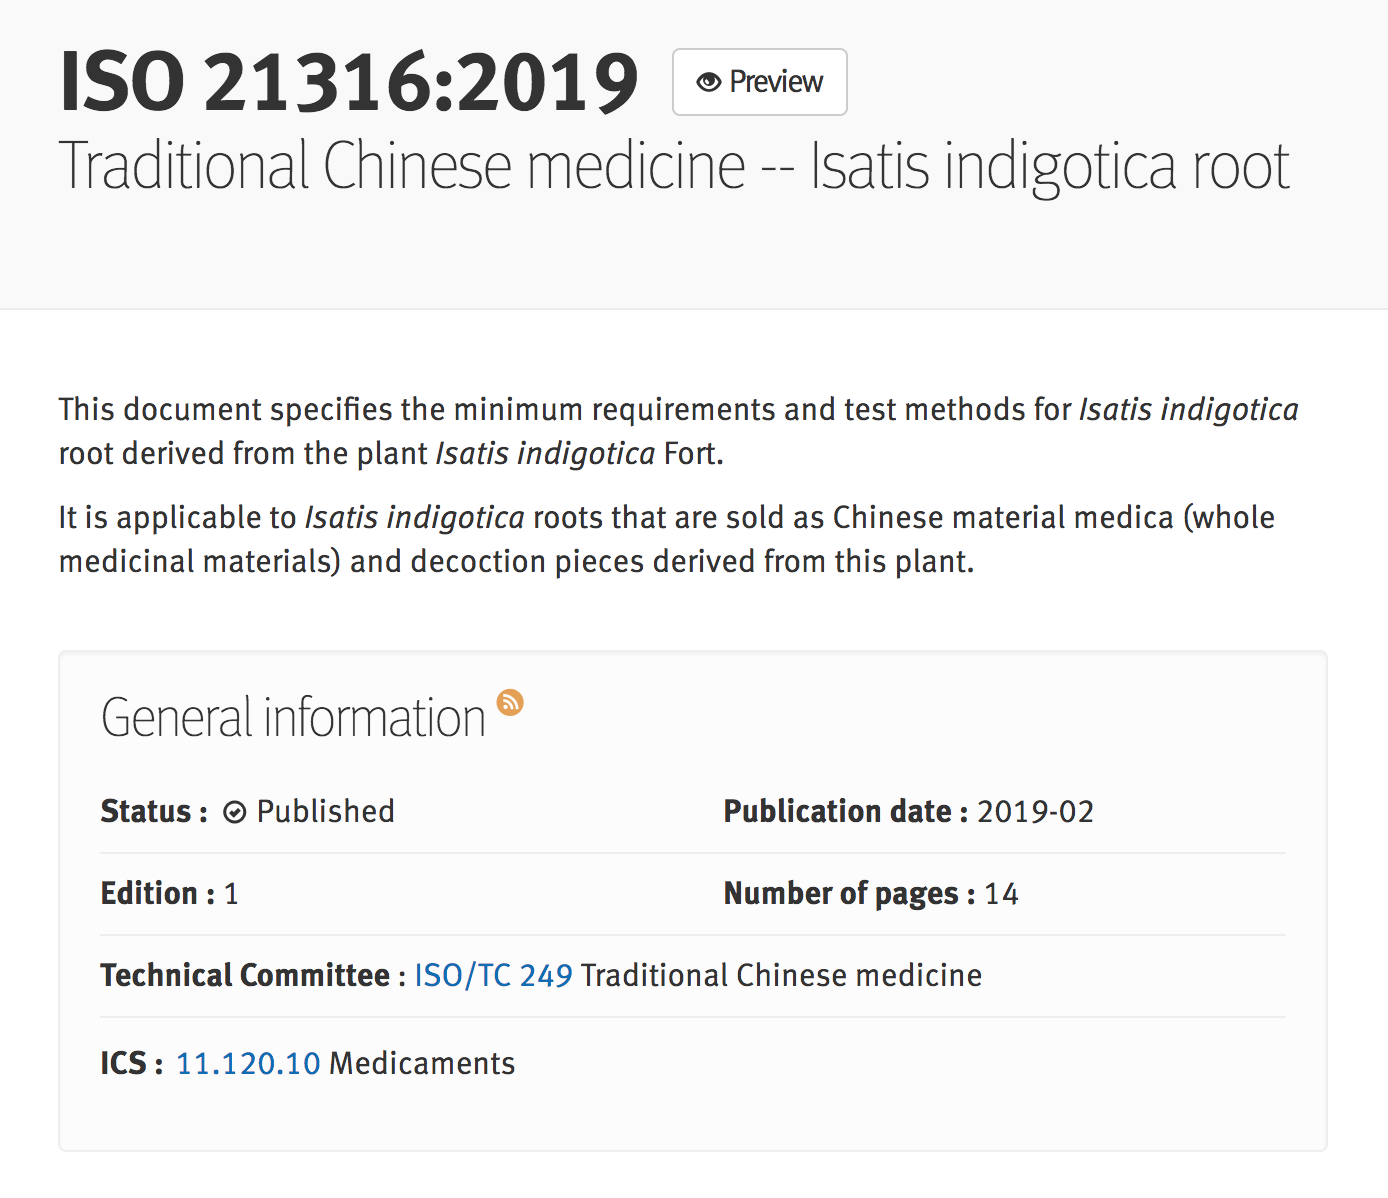 ISO 21316:2019
Preview
Traditional Chinese medicine -- Isatis indigotica root
This document specifies the minimum requirements and test methods for Isatis indigotica
root derived from the plant Isatis indigotica Fort.
It is applicable to Isatis indigotica roots that are sold as Chinese material medica (whole
medicinal materials) and decoction pieces derived from this plant.
General information
Status : Published
Publication date : 2019-02
Edition : 1
Number of pages : 14
Technical Committee : ISO/TC 249 Traditional Chinese medicine
ICS : 11.120.10 Medicaments